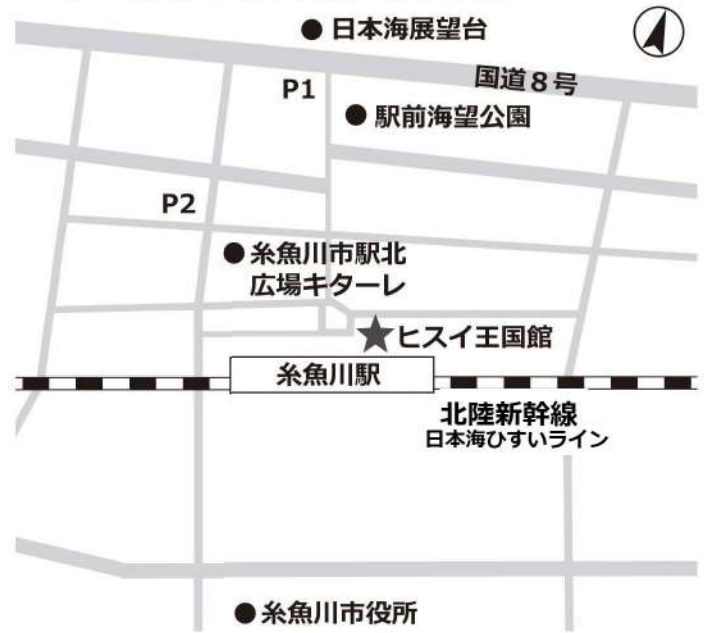 日本海展望台
国道8号
P1
駅前海望公園
P2
糸魚川市駅北
広場キターレ
ヒスイ王国館
糸魚川駅
北陸新幹線
日本海ひすいライン
糸魚川市役所